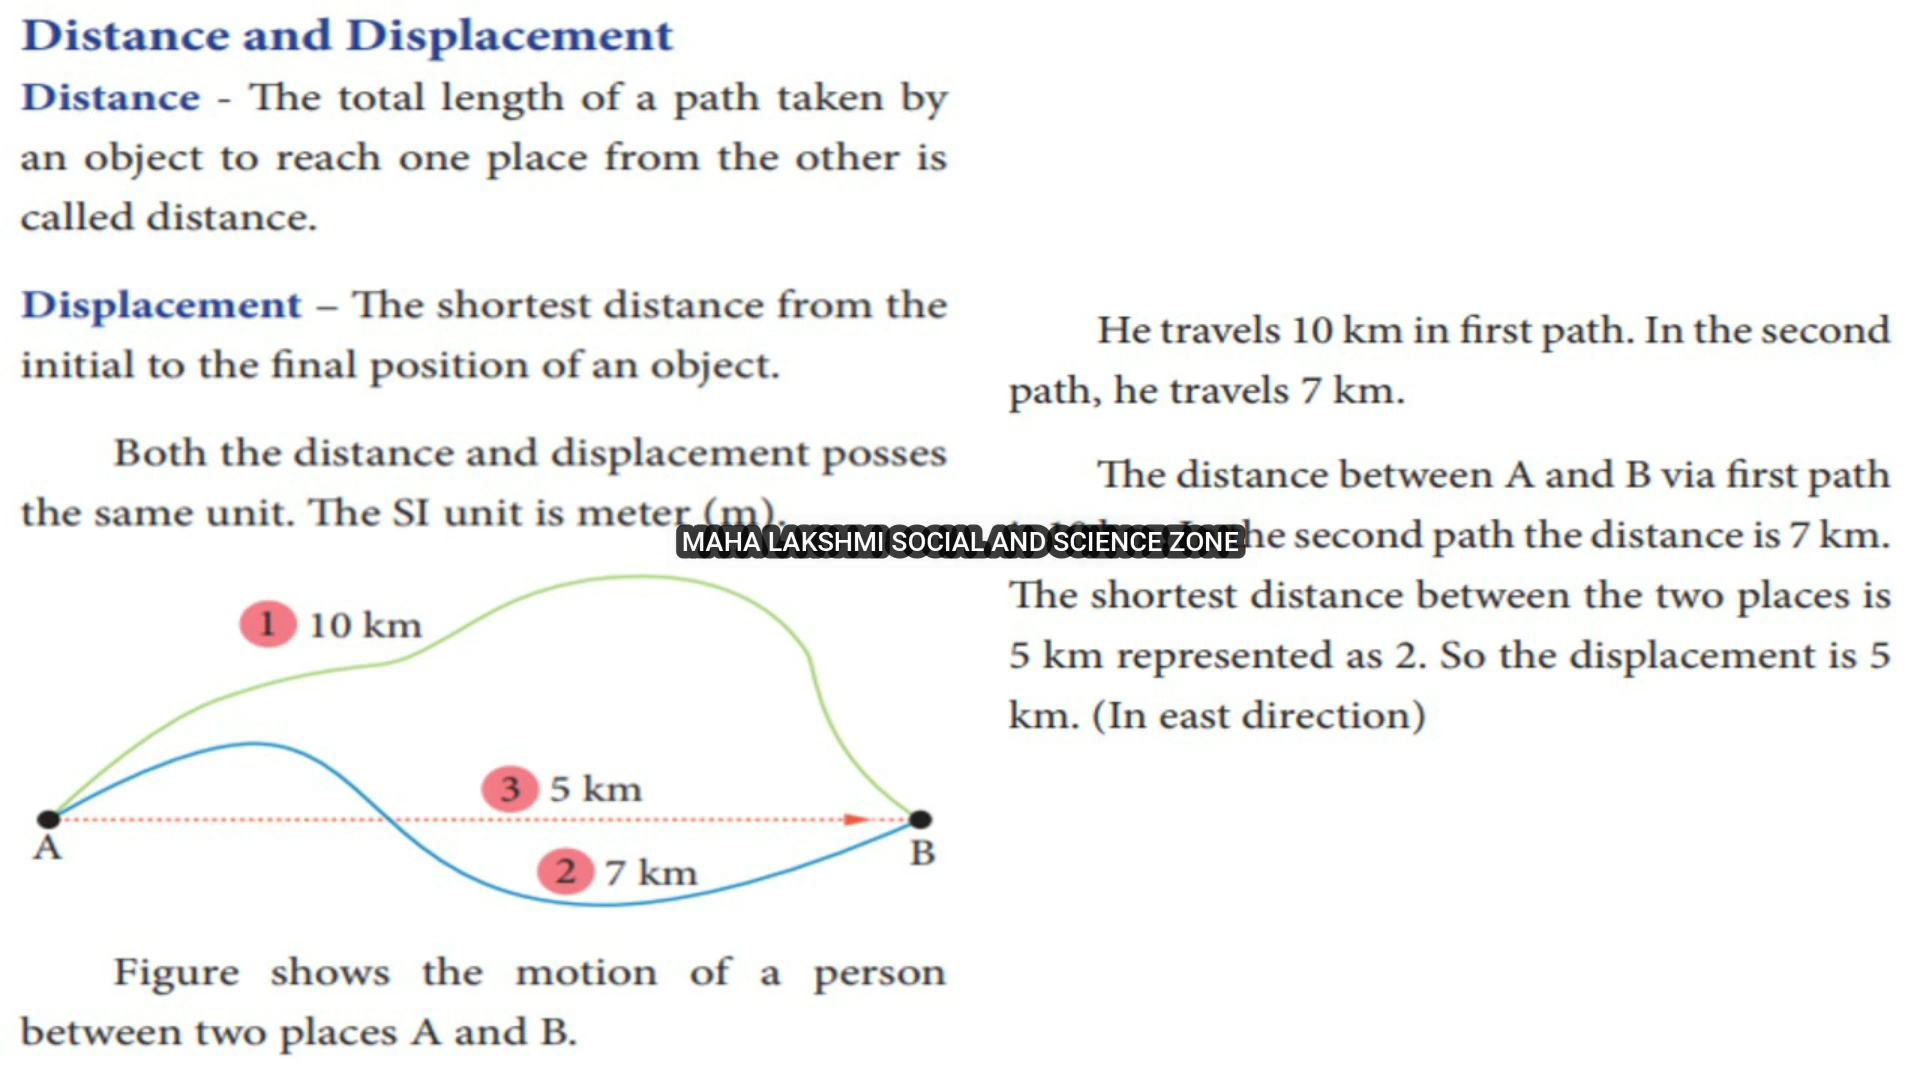 Distance and Displacement
Distance - The total length of a path taken by
an object to reach one place from the other is
called distance.
Displacement – The shortest distance from the
initial to the final position of an object.
Both the distance and displacement posses
the same unit. The SI unit is meter (m).
1 10 km
3 5 km
A
B
2 7 km
Figure shows the motion of a person
between two places A and B.
He travels 10 km in first path. In the second
path, he travels 7 km.
The distance between A and B via first path
he second path the distance is 7 km.
The shortest distance between the two places is
5 km represented as 2. So the displacement is 5
km. (In east direction)
MAHA LAKSHMI SOCIAL AND SCIENCE ZONE